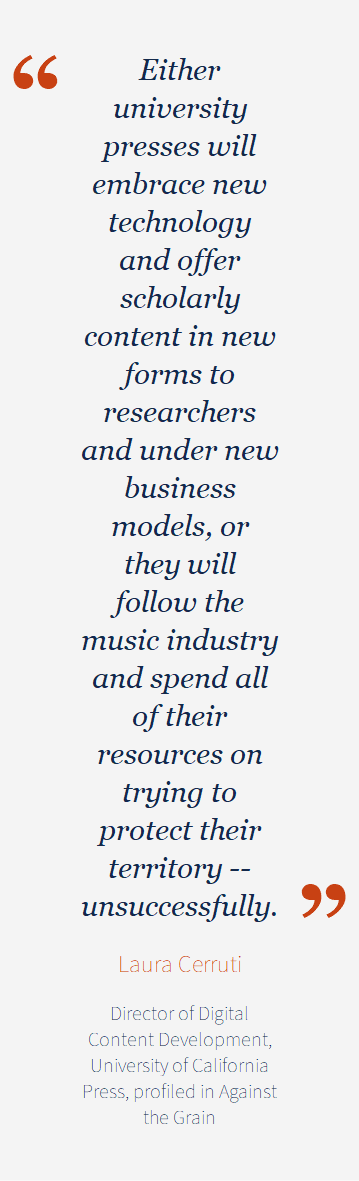 “ Either
university
presses will
embrace new
technology
and offer
scholarly
content in new
forms to
researchers
and under new
business
models, or
they will
follow the
music industry
and spend all
of their
resources on
trying to
protect their
territory --
unsuccessfully. ”
Laura Cerruti
Director of Digital
Content Development,
University of California
Press, profiled in Against
the Grain